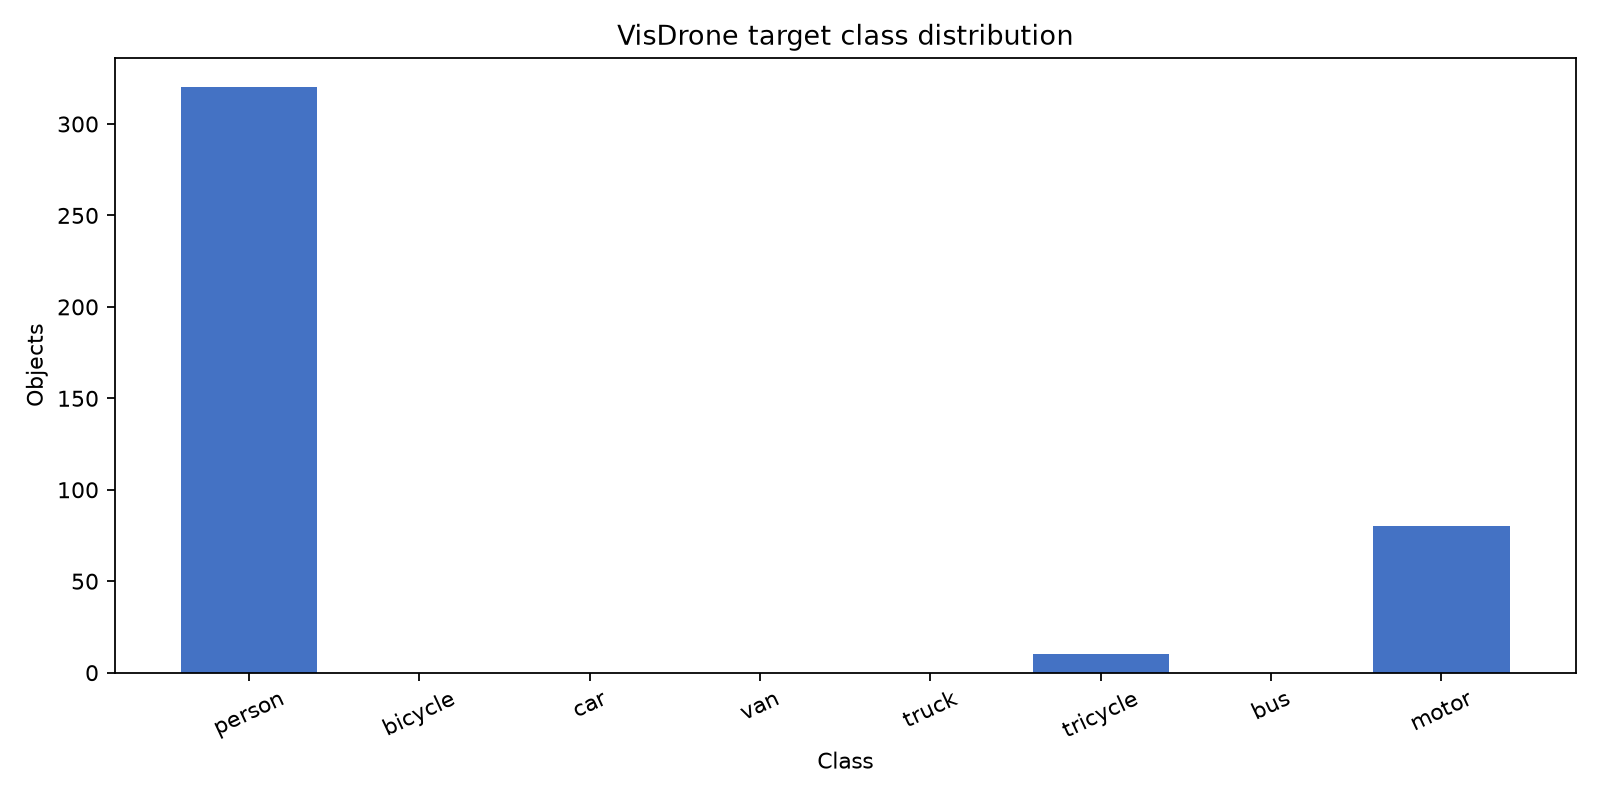 VisDrone target class distribution
Objects
300
250
200
150
100
50
0
person
bicycle
car
van
truck
tricycle
bus
motor
Class